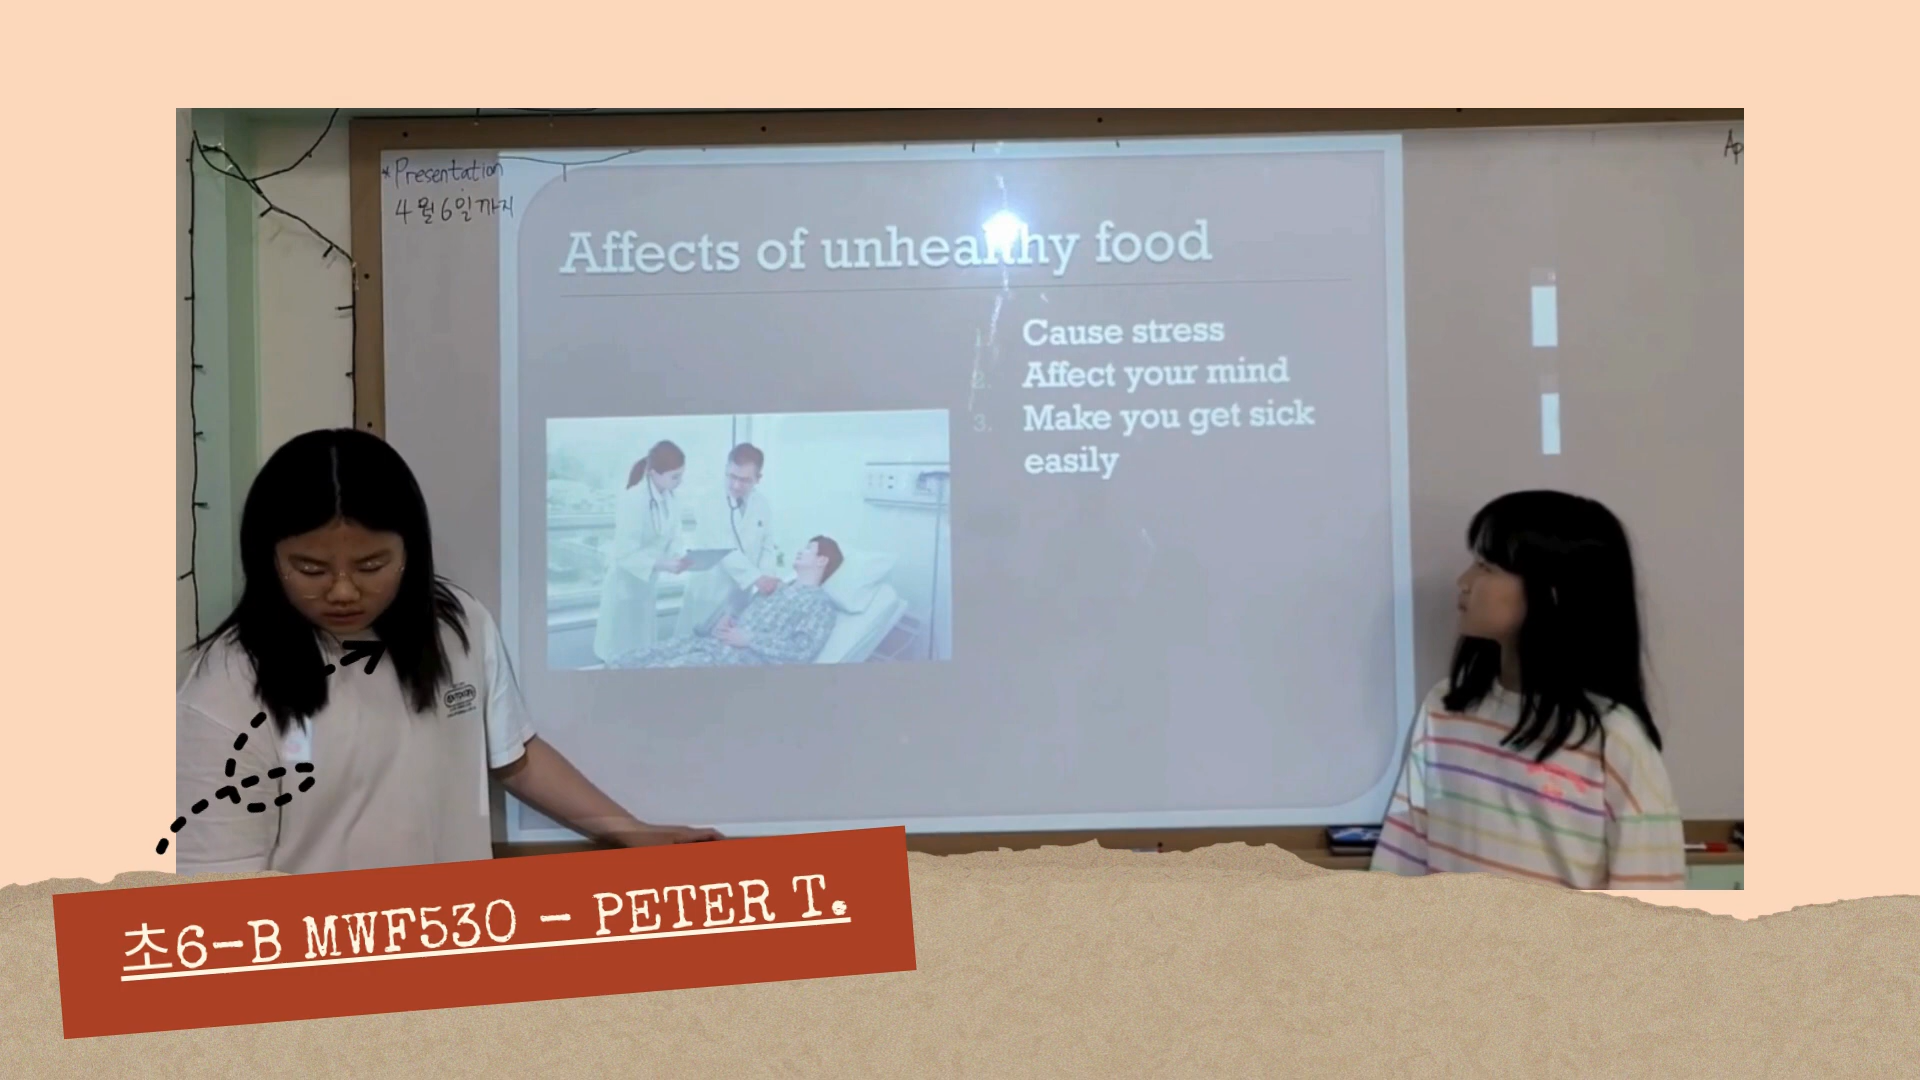 *Presentation
4월 6일까지
Ap
Affects of unhealthy food
1. Cause stress
2. Affect your mind
3. Make you get sick
easily
초6-B MWF530 - PETER T.